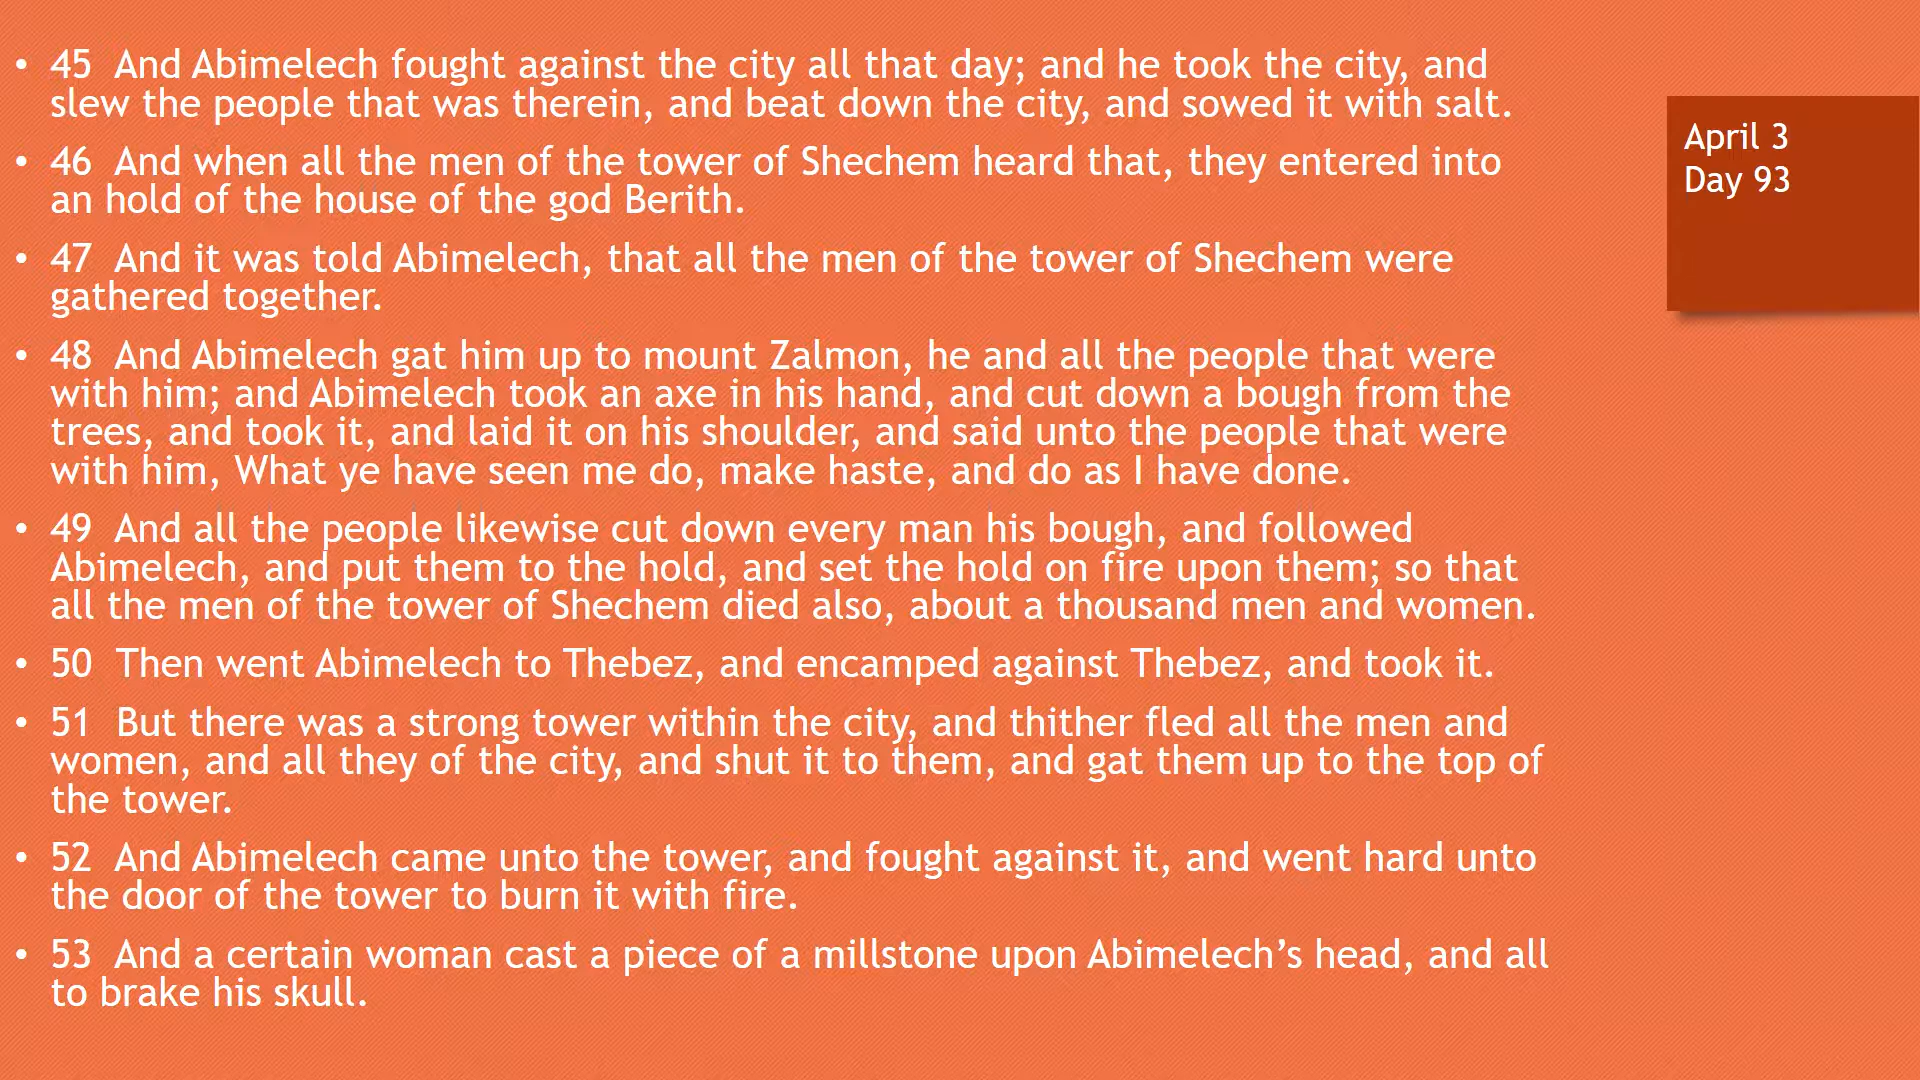 • 45  And Abimelech fought against the city all that day; and he took the city, and
slew the people that was therein, and beat down the city, and sowed it with salt.
• 46  And when all the men of the tower of Shechem heard that, they entered into
an hold of the house of the god Berith.
• 47  And it was told Abimelech, that all the men of the tower of Shechem were
gathered together.
• 48  And Abimelech gat him up to mount Zalmon, he and all the people that were
with him; and Abimelech took an axe in his hand, and cut down a bough from the
trees, and took it, and laid it on his shoulder, and said unto the people that were
with him, What ye have seen me do, make haste, and do as I have done.
• 49  And all the people likewise cut down every man his bough, and followed
Abimelech, and put them to the hold, and set the hold on fire upon them; so that
all the men of the tower of Shechem died also, about a thousand men and women.
• 50  Then went Abimelech to Thebez, and encamped against Thebez, and took it.
• 51  But there was a strong tower within the city, and thither fled all the men and
women, and all they of the city, and shut it to them, and gat them up to the top of
the tower.
• 52  And Abimelech came unto the tower, and fought against it, and went hard unto
the door of the tower to burn it with fire.
• 53  And a certain woman cast a piece of a millstone upon Abimelech’s head, and all
to brake his skull.
April 3
Day 93